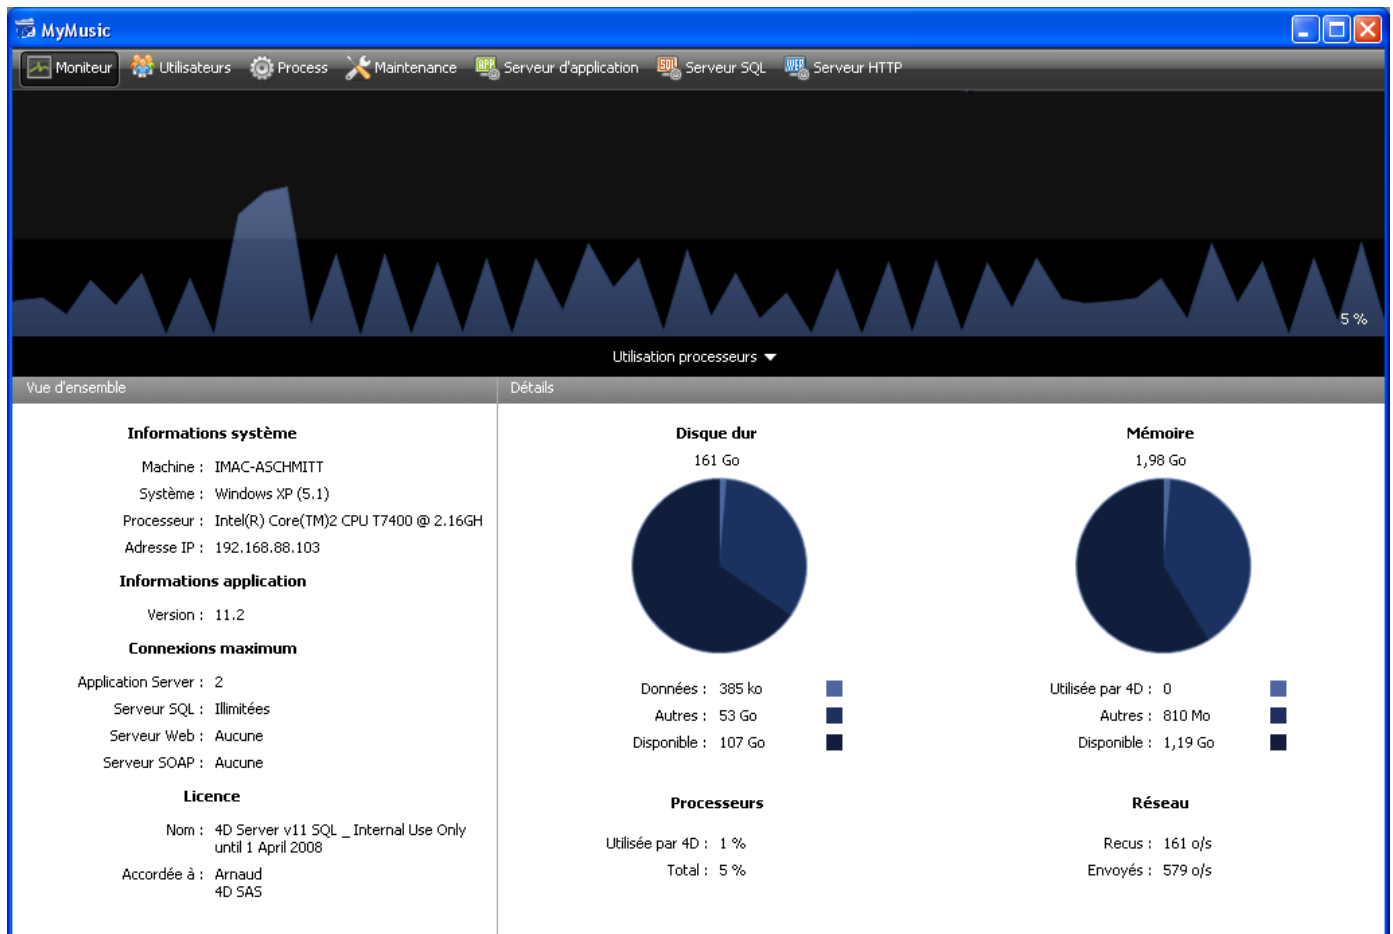 MyMusic
Moniteur Utilisateurs Process Maintenance Serveur d'application Serveur SQL Serveur HTTP
5 %
Utilisation processeurs
Vue d'ensemble
Informations système
Machine : IMAC-ASCHMITT
Système : Windows XP (5.1)
Processeur : Intel(R) Core(TM)2 CPU T7400 @ 2.16GH
Adresse IP : 192.168.88.103
Informations application
Version : 11.2
Connexions maximum
Application Server : 2
Serveur SQL : Illimitées
Serveur Web : Aucune
Serveur SOAP : Aucune
Licence
Nom : 4D Server v11 SQL _ Internal Use Only
until 1 April 2008
Accordée à : Arnaud
4D SAS
Détails
Disque dur
161 Go
Données : 385 ko
Autres : 53 Go
Disponible : 107 Go
Mémoire
1,98 Go
Utilisée par 4D : 0
Autres : 810 Mo
Disponible : 1,19 Go
Processeurs
Utilisée par 4D : 1 %
Total : 5 %
Réseau
Recus : 161 o/s
Envoyés : 579 o/s